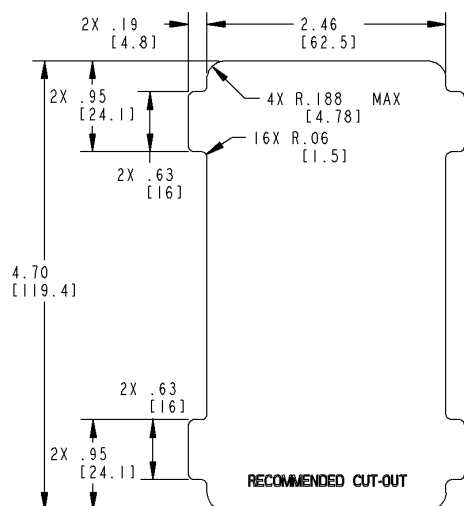 2X .19
[4.8]
2.46
[62.5]
2X .95
[24.1]
4X R.188 MAX
[4.78]
16X R.06
[1.5]
2X .63
[16]
4.70
[119.4]
2X .63
[16]
2X .95
[24.1]
RECOMMENDED CUT-OUT